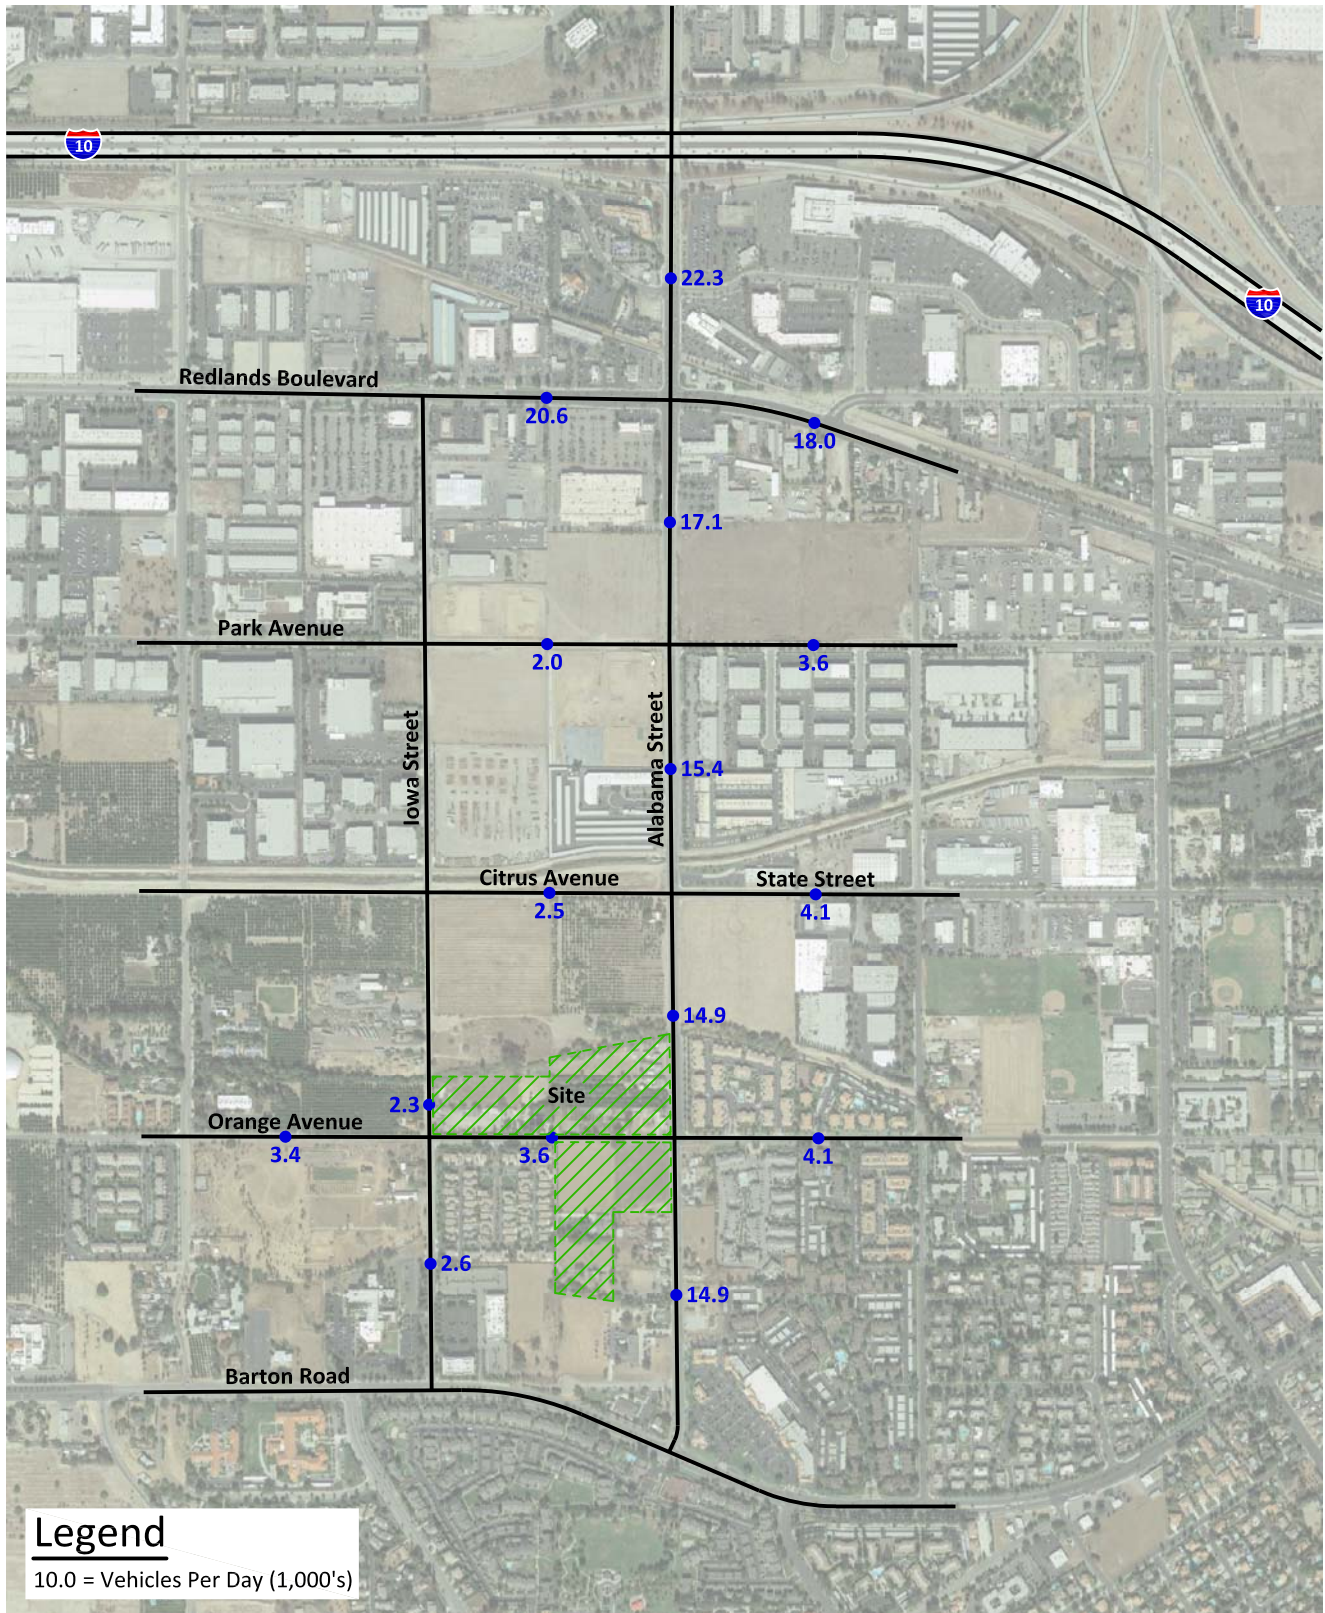 10
22.3
10
Redlands Boulevard
20.6
18.0
17.1
Park Avenue
2.0
3.6
Iowa Street
Alabama Street
15.4
Citrus Avenue
State Street
2.5
4.1
14.9
Site
2.3
Orange Avenue
3.4
3.6
4.1
2.6
14.9
Barton Road
Legend
10.0 = Vehicles Per Day (1,000's)